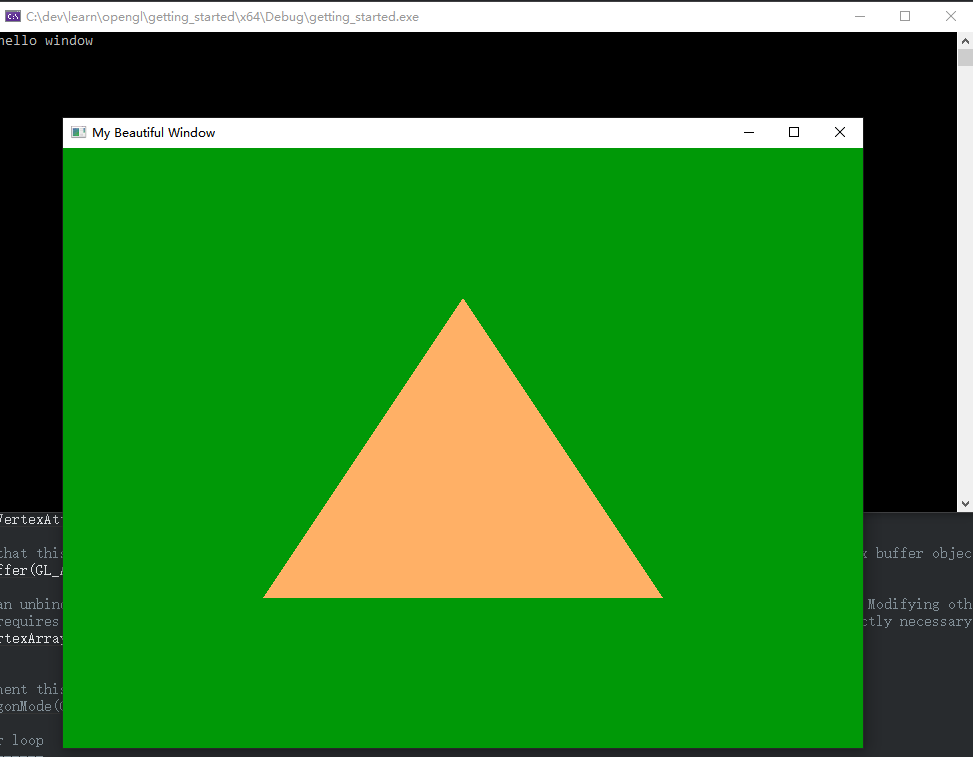 C:\dev\learn\opengl\getting_started\x64\Debug\getting_started.exe
hello window
My Beautiful Window
VertexAt
that this x buffer objec
ffer(GL_A
an unbin Modifying oth
requires ctly necessary
rtexArray
ment this
gonMode(G
r loop